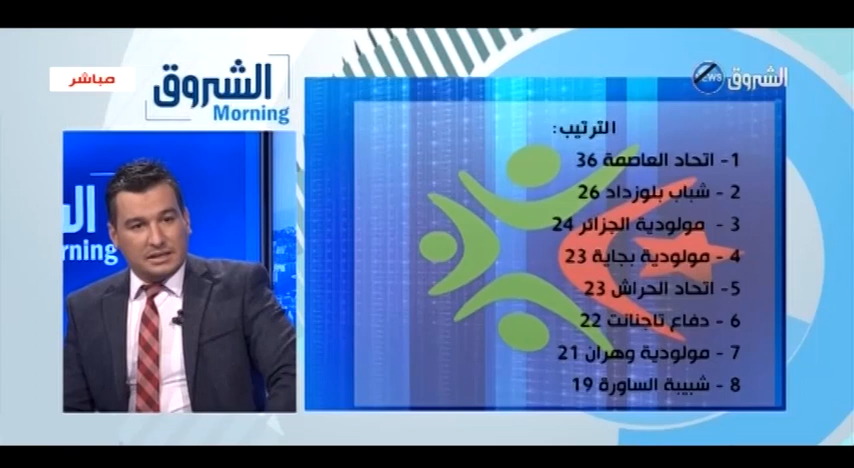 مباشر
الشروق
Morning
الشروق NEWS
الترتيب:
1- اتحاد العاصمة 36
2 - شباب بلوزداد 26
3 - مولودية الجزائر 24
4 - مولودية بجاية 23
5- اتحاد الحراش 23
6 - دفاع تاجنانت 22
7 - مولودية وهران 21
8 - شبيبة الساورة 19